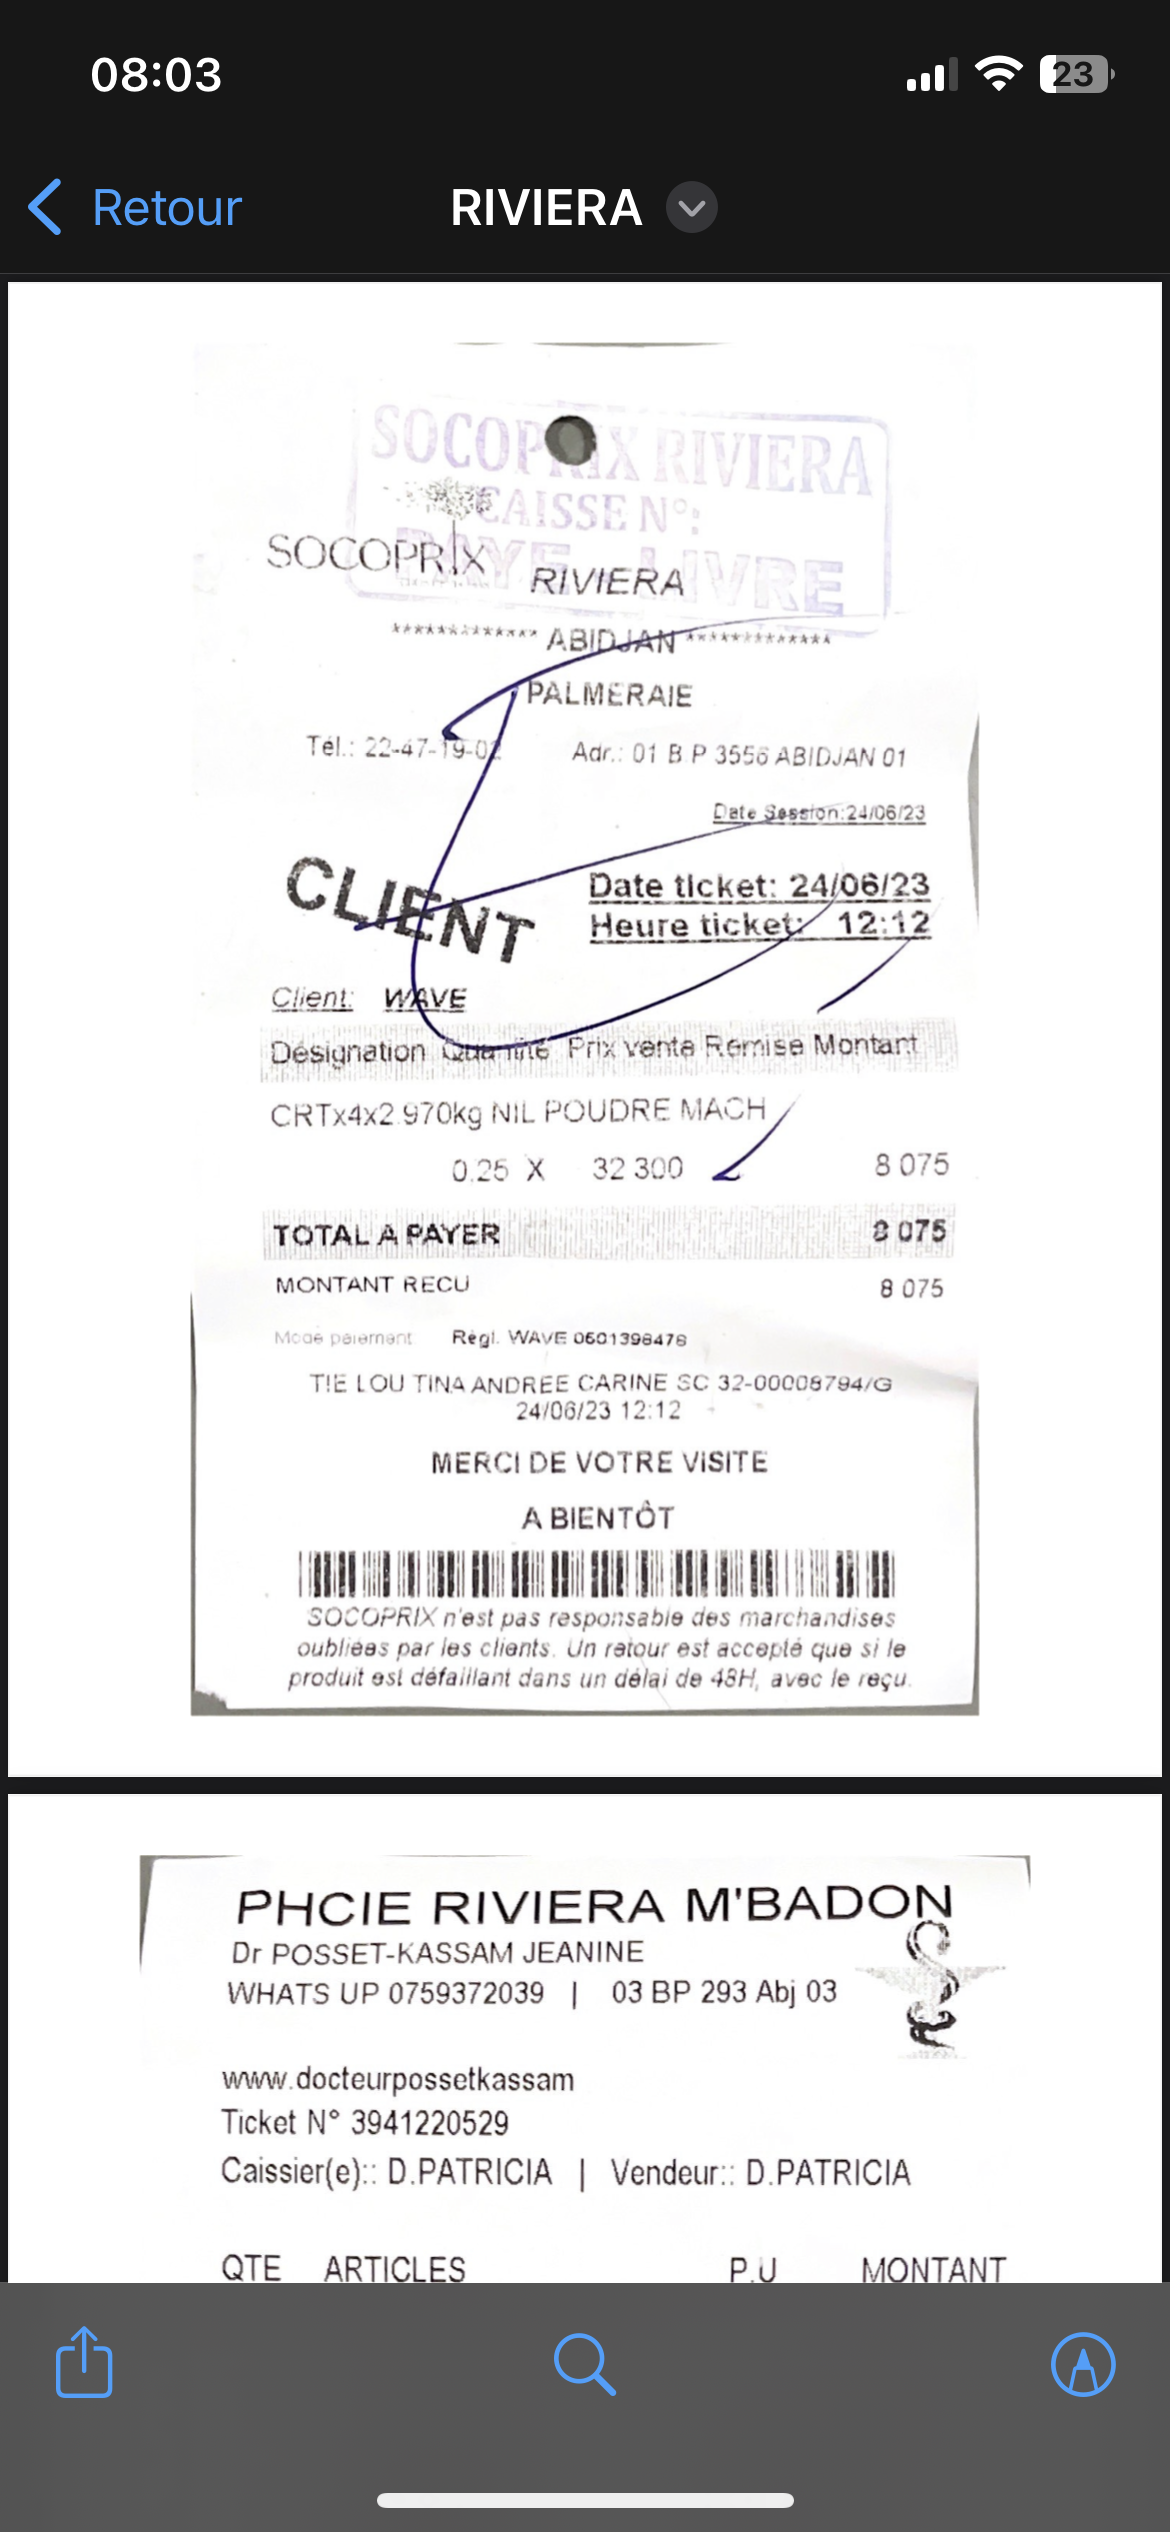 08:03
23
Retour
RIVIERA
SOCOPRIX RIVIERA
CAISSE N°:
PAYE - LIVRE
SOCOPRIX
RIVIERA
************* ABIDJAN *************
PALMERAIE
Tél.: 22-47-19-02 Adr.: 01 B P 3556 ABIDJAN 01
Date Session:24/06/23
CLIENT
Date ticket: 24/06/23
Heure ticket: 12:12
Client: WAVE
Désignation Quantité Prix vente Remise Montant
CRTx4x2.970kg NIL POUDRE MACH
0.25 X 32 300 8 075
TOTAL A PAYER 8 075
MONTANT RECU 8 075
Mode paiement Règl. WAVE
TIE LOU TINA ANDREE CARINE SC 32-00008794/G
24/06/23 12:12
MERCI DE VOTRE VISITE
A BIENTÔT
SOCOPRIX n'est pas responsable des marchandises
oubliées par les clients. Un retour est accepté que si le
produit est défaillant dans un délai de 48H, avec le reçu.
PHCIE RIVIERA M'BADON
Dr POSSET-KASSAM JEANINE
WHATS UP 0759372039 | 03 BP 293 Abj 03
www.docteurpossetkassam
Ticket N° 3941220529
Caissier(e):: D.PATRICIA | Vendeur:: D.PATRICIA
QTE ARTICLES P.U MONTANT